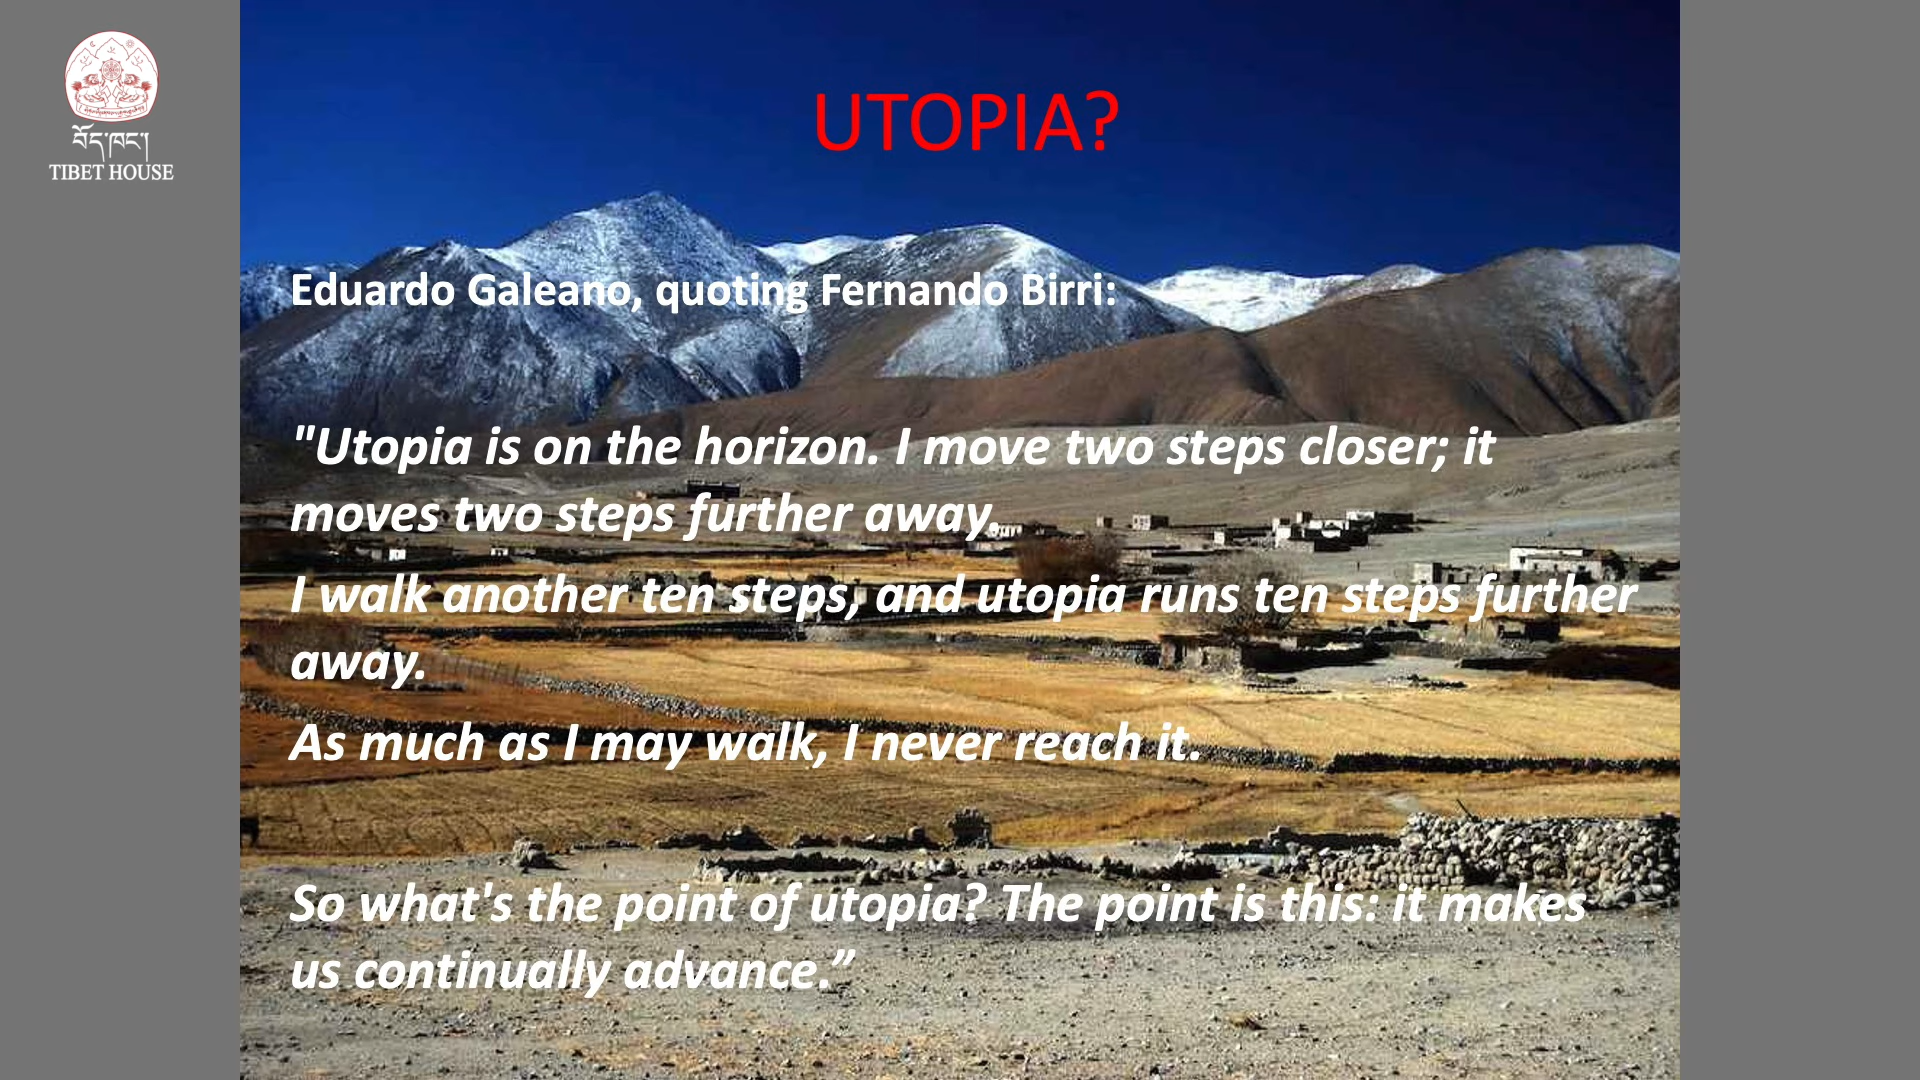 བོད་ཁང་།
TIBET HOUSE
UTOPIA?
Eduardo Galeano, quoting Fernando Birri:
"Utopia is on the horizon. I move two steps closer; it
moves two steps further away.
I walk another ten steps, and utopia runs ten steps further
away.
As much as I may walk, I never reach it.
So what's the point of utopia? The point is this: it makes
us continually advance.”